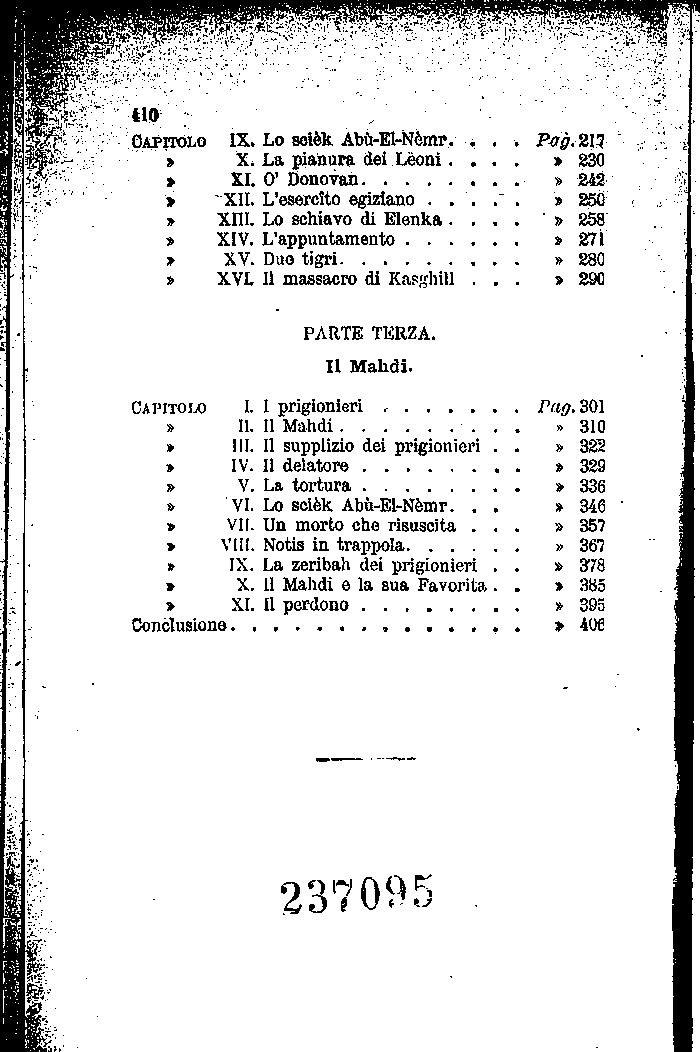 410
CAPITOLO IX. Lo scièk Abù-El-Nèmr. . . . Pag. 217
» X. La pianura dei Leoni . . . . » 230
» XI. O' Donovan. . . . . . . » 242
» XII. L'esercito egiziano . . . . . » 250
» XIII. Lo schiavo di Elenka . . . . » 258
» XIV. L'appuntamento . . . . . » 271
» XV. Due tigri. . . . . . . . » 280
» XVI. Il massacro di Kasghill . . . » 290
PARTE TERZA.
Il Mahdi.
CAPITOLO I. I prigionieri . . . . . . . Pag. 301
» II. Il Mahdi . . . . . . . . » 310
» III. Il supplizio dei prigionieri . . » 322
» IV. Il delatore . . . . . . . » 329
» V. La tortura . . . . . . . » 336
» VI. Lo scièk Abù-El-Nèmr. . . » 346
» VII. Un morto che risuscita . . . » 357
» VIII. Notis in trappola. . . . . . » 367
» IX. La zeribah dei prigionieri . . » 378
» X. Il Mahdi e la sua Favorita . . » 385
» XI. Il perdono . . . . . . . » 395
Conclusione. . . . . . . . . . . . » 406
237095